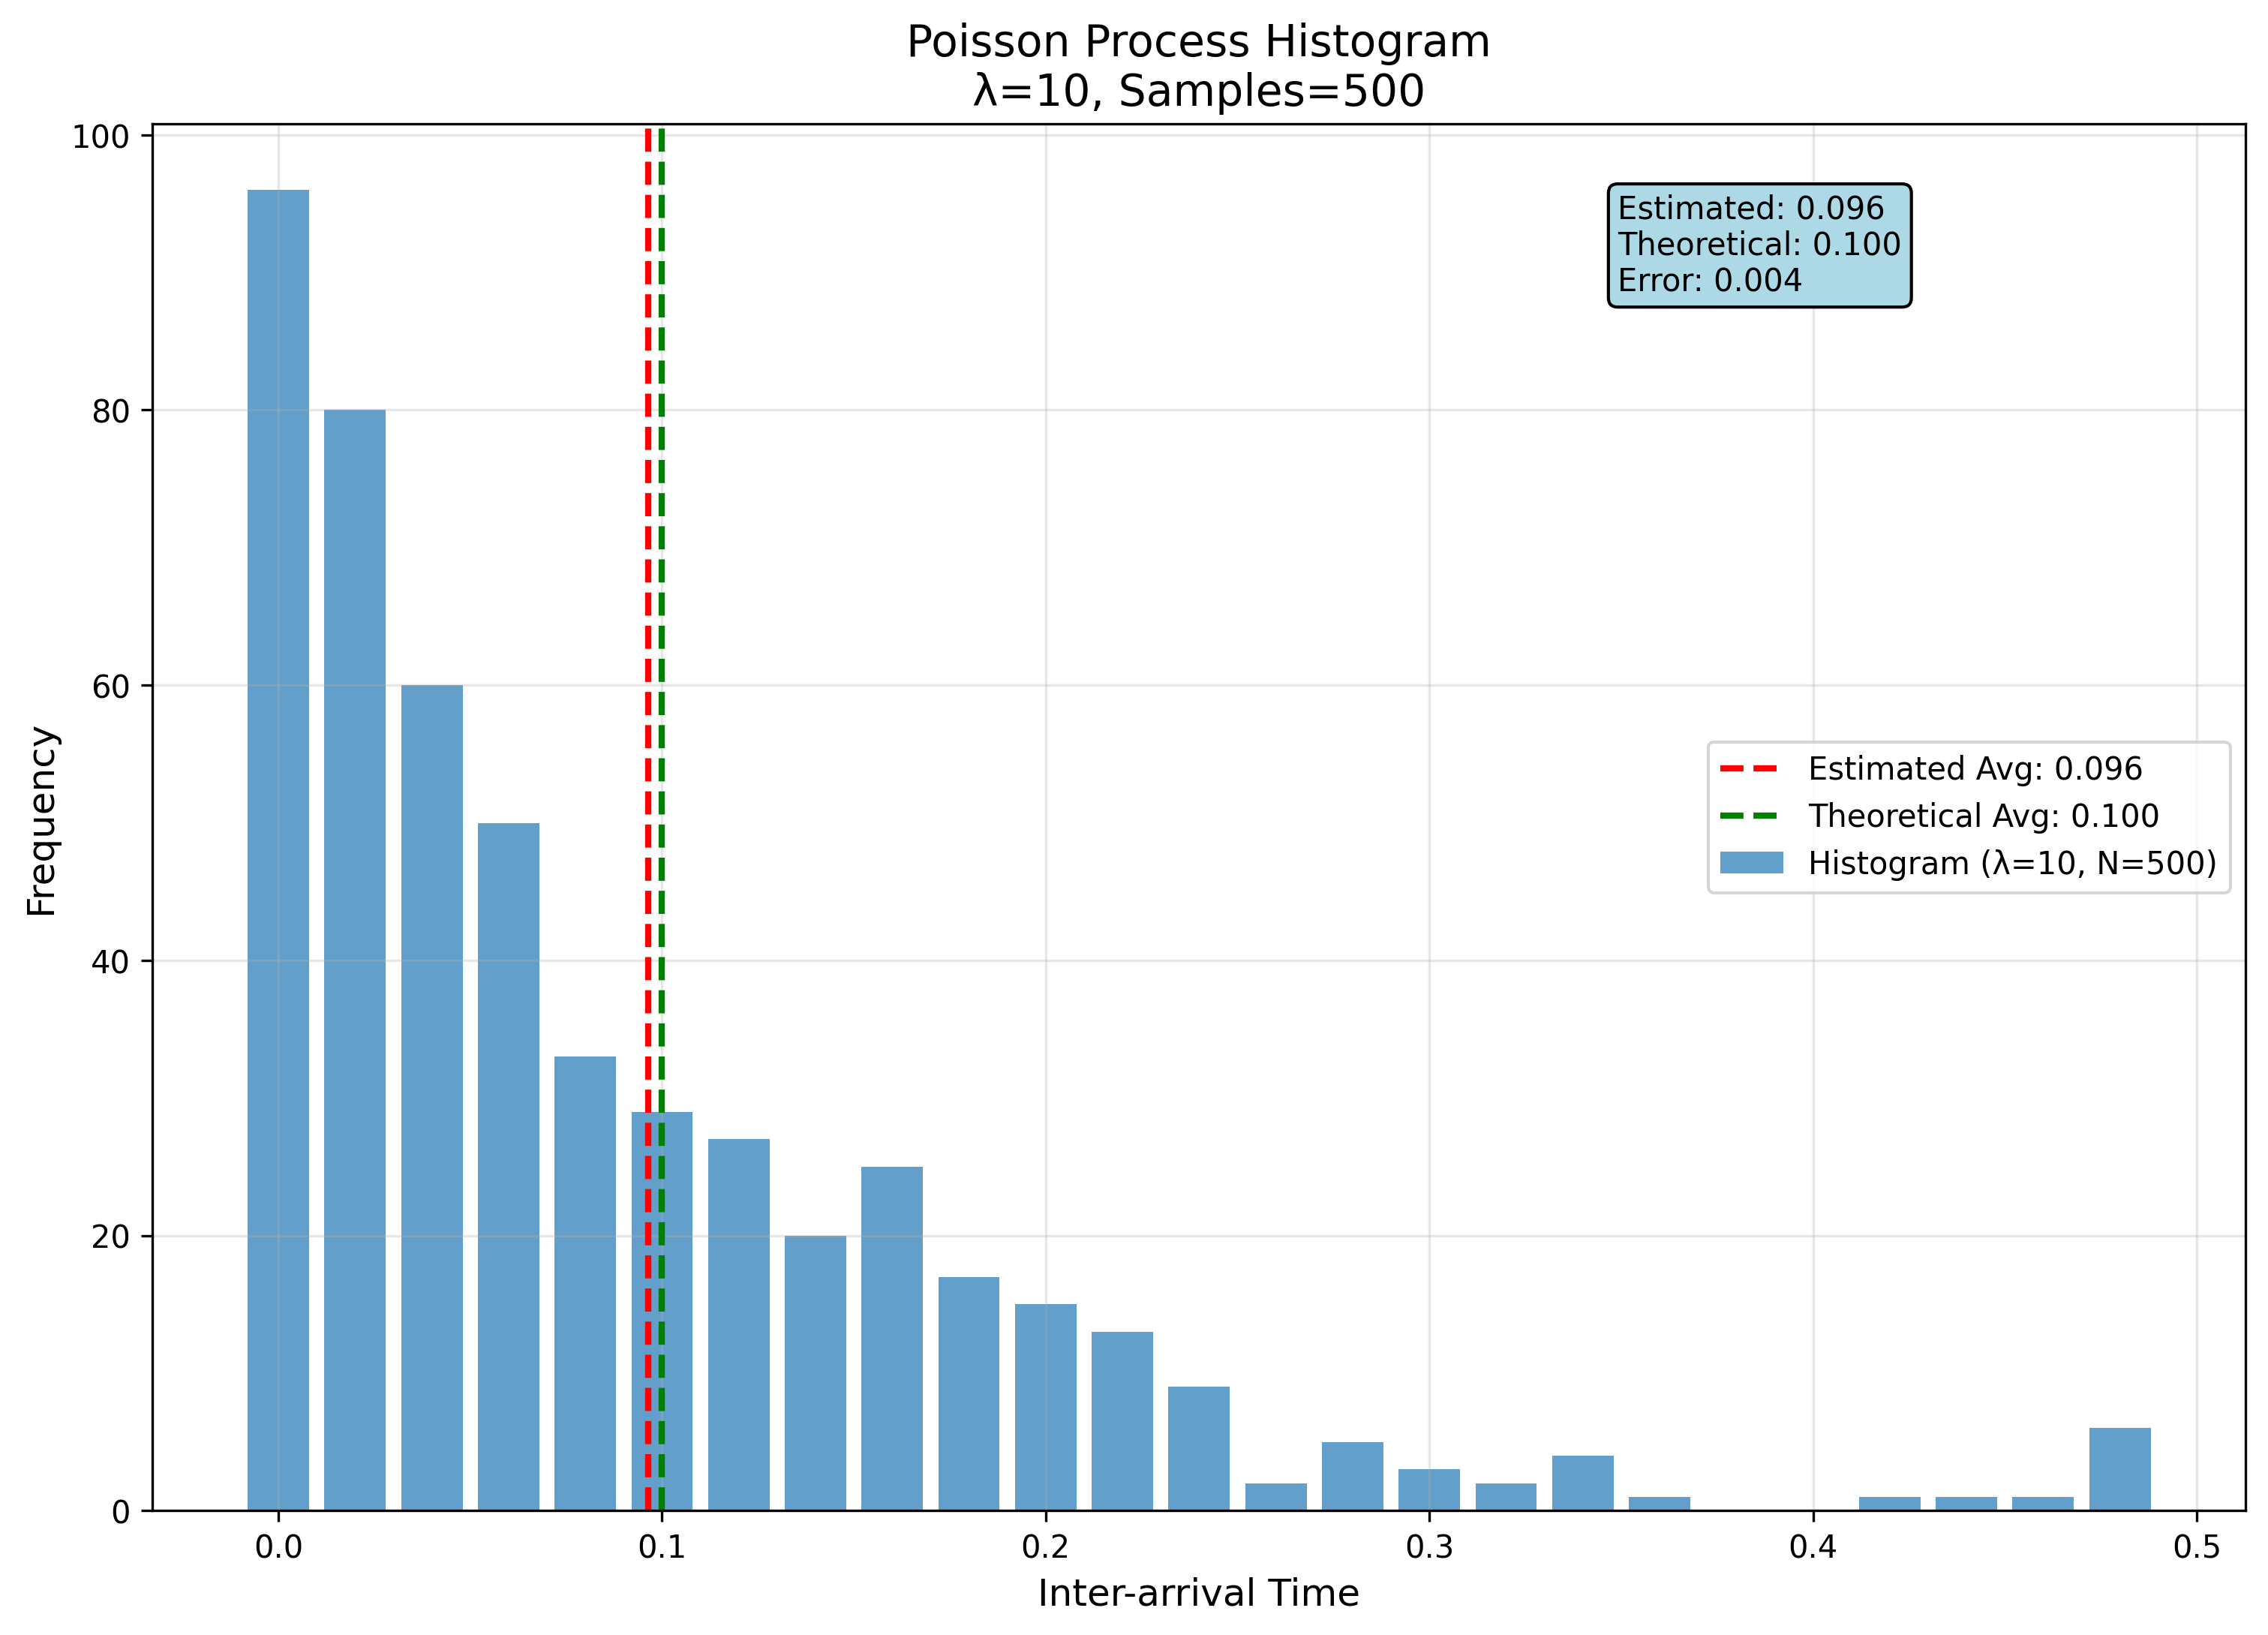 Poisson Process Histogram
λ=10, Samples=500
100
80
60
40
20
0
Frequency
Estimated: 0.096
Theoretical: 0.100
Error: 0.004
Estimated Avg: 0.096
Theoretical Avg: 0.100
Histogram (λ=10, N=500)
0.0
0.1
0.2
0.3
0.4
0.5
Inter-arrival Time